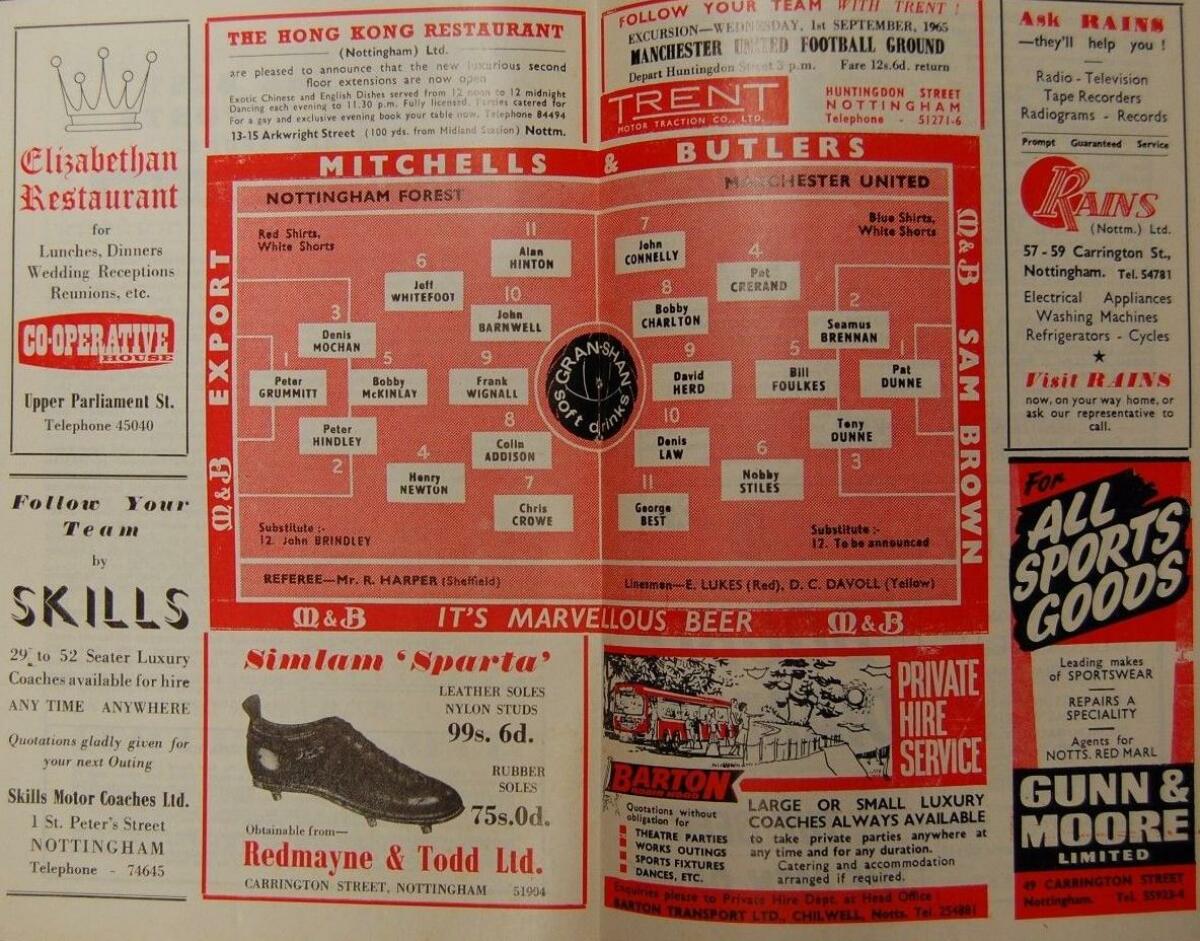 Elizabethan
Restaurant
for
Lunches, Dinners
Wedding Receptions
Reunions, etc.
CO-OPERATIVE
HOUSE
Upper Parliament St.
Telephone 45040
Follow Your
Team
by
SKILLS
29 to 52 Seater Luxury
Coaches available for hire
ANY TIME ANYWHERE
Quotations gladly given for
your next Outing
Skills Motor Coaches Ltd.
1 St. Peter's Street
NOTTINGHAM
Telephone - 74645
THE HONG KONG RESTAURANT
(Nottingham) Ltd.
are pleased to announce that the new luxurious second
floor extensions are now open
Exotic Chinese and English Dishes served from 12 noon to 12 midnight
Dancing each evening to 11.30 p.m. Fully licensed. Parties catered for
For a gay and exclusive evening book your table now. Telephone 84494
13-15 Arkwright Street (100 yds. from Midland Station) Nottm.
FOLLOW YOUR TEAM WITH TRENT !
EXCURSION—WEDNESDAY, 1st SEPTEMBER, 1965
MANCHESTER UNITED FOOTBALL GROUND
Depart Huntingdon Street 3 p.m. Fare 12s.6d. return
TRENT
MOTOR TRACTION CO., LTD.
HUNTINGDON STREET
NOTTINGHAM
Telephone - 51271-6
MITCHELLS & BUTLERS
M&B EXPORT
NOTTINGHAM FOREST
MANCHESTER UNITED
Red Shirts,
White Shorts
Blue Shirts,
White Shorts
11
Alan
HINTON
7
John
CONNELLY
6
Jeff
WHITEFOOT
4
Pat
CRERAND
10
John
BARNWELL
8
Bobby
CHARLTON
3
Denis
MOCHAN
2
Seamus
BRENNAN
1
Peter
GRUMMITT
5
Bobby
McKINLAY
9
Frank
WIGNALL
GRAN-SHAN
Soft drinks
9
David
HERD
5
Bill
FOULKES
1
Pat
DUNNE
Peter
HINDLEY
2
8
Colin
ADDISON
10
Denis
LAW
Tony
DUNNE
3
4
Henry
NEWTON
6
Nobby
STILES
7
Chris
CROWE
11
George
BEST
Substitute :-
12. John BRINDLEY
Substitute :-
12. To be announced
REFEREE—Mr. R. HARPER (Sheffield)
Linesmen—E. LUKES (Red), D. C. DAVOLL (Yellow)
M&B SAM BROWN
M&B IT'S MARVELLOUS BEER M&B
Simlam 'Sparta'
LEATHER SOLES
NYLON STUDS
99s. 6d.
RUBBER
SOLES
75s.0d.
Obtainable from—
Redmayne & Todd Ltd.
CARRINGTON STREET, NOTTINGHAM 51904
PRIVATE
HIRE
SERVICE
BARTON
ROBIN HOOD
Quotations without
obligation for
THEATRE PARTIES
WORKS OUTINGS
SPORTS FIXTURES
DANCES, ETC.
LARGE OR SMALL LUXURY
COACHES ALWAYS AVAILABLE
to take private parties anywhere at
any time and for any duration.
Catering and accommodation
arranged if required.
Enquiries please to Private Hire Dept. at Head Office :
BARTON TRANSPORT LTD., CHILWELL, Notts. Tel. 254881
Ask RAINS
—they'll help you !
Radio - Television
Tape Recorders
Radiograms - Records
Prompt Guaranteed Service
RAINS
(Nottm.) Ltd.
57-59 Carrington St.,
Nottingham. Tel. 54781
Electrical Appliances
Washing Machines
Refrigerators - Cycles
Visit RAINS
now, on your way home, or
ask our representative to
call.
For
ALL
SPORTS
GOODS
Leading makes
of SPORTSWEAR
REPAIRS A
SPECIALITY
Agents for
NOTTS. RED MARL
GUNN &
MOORE
LIMITED
49 CARRINGTON STREET
Nottingham. Tel. 55923-4